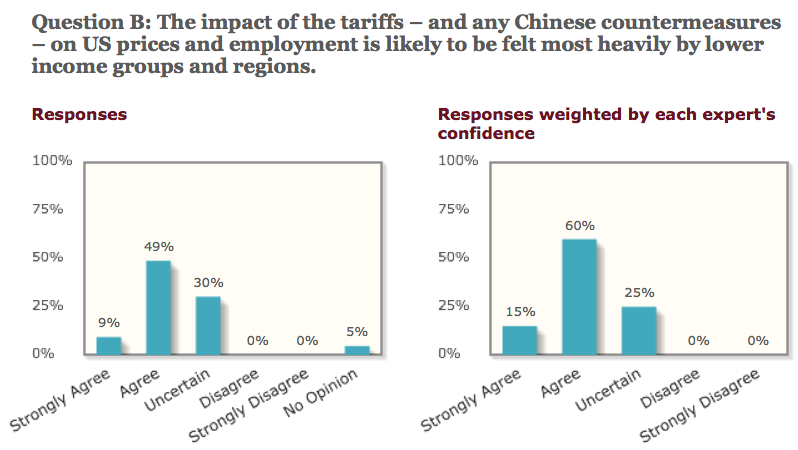 Question B: The impact of the tariffs – and any Chinese countermeasures
– on US prices and employment is likely to be felt most heavily by lower
income groups and regions.
Responses
100%
75%
50%
25%
0%
9%
49%
30%
0%
0%
5%
Strongly Agree
Agree
Uncertain
Disagree
Strongly Disagree
No Opinion
Responses weighted by each expert's
confidence
100%
75%
50%
25%
0%
15%
60%
25%
0%
0%
Strongly Agree
Agree
Uncertain
Disagree
Strongly Disagree